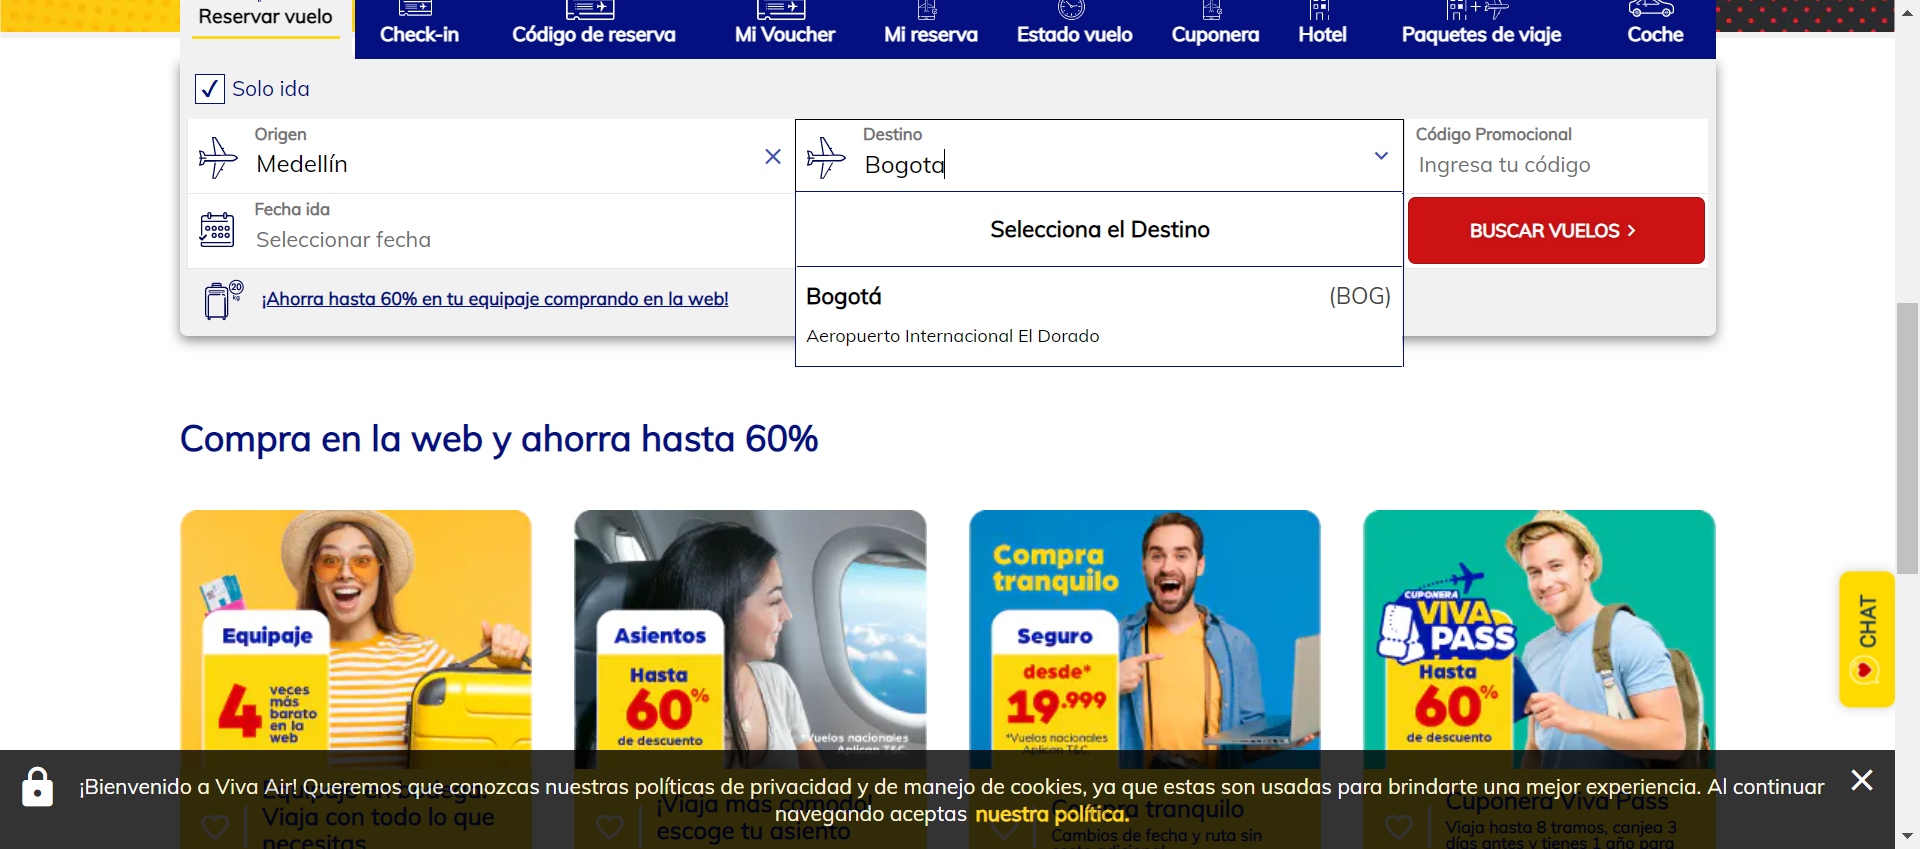 Reservar vuelo
Check-in
Código de reserva
Mi Voucher
Mi reserva
Estado vuelo
Cuponera
Hotel
Paquetes de viaje
Coche
Solo ida
Origen
Medellín
Destino
Bogota
Código Promocional
Ingresa tu código
Fecha ida
Seleccionar fecha
Selecciona el Destino
BUSCAR VUELOS
20 kg
¡Ahorra hasta 60% en tu equipaje comprando en la web!
Bogotá (BOG)
Aeropuerto Internacional El Dorado
Compra en la web y ahorra hasta 60%
Equipaje
4 veces
más
barato
en la
web
Asientos
Hasta
60%
de descuento
*Vuelos nacionales
Aplican T&C
Compra
tranquilo
Seguro
desde*
19.999
*Vuelos nacionales
Aplican T&C
CUPONERA
VIVA
PASS
Hasta
60%
de descuento
CHAT
¡Bienvenido a Viva Air! Queremos que conozcas nuestras políticas de privacidad y de manejo de cookies, ya que estas son usadas para brindarte una mejor experiencia. Al continuar
navegando aceptas nuestra política.
Viaja con todo lo que
necesitas
¡Viaja más cómodo!
escoge tu asiento
Compra tranquilo
Cambios de fecha y ruta sin
Cuponera Viva Pass
Viaja hasta 8 tramos, canjea 3
días antes y tienes 1 año para